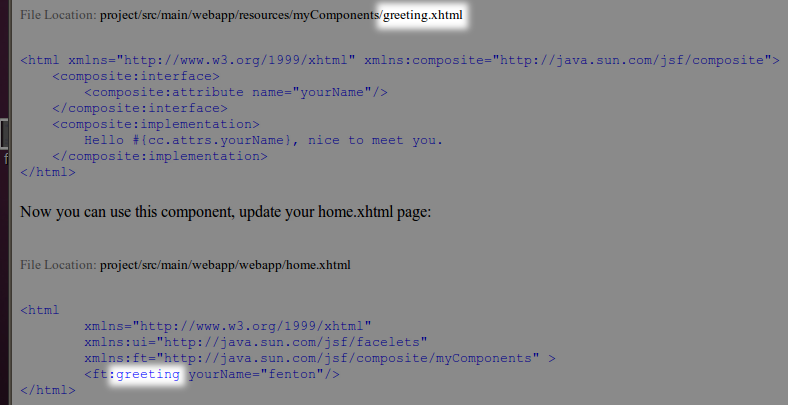 File Location: project/src/main/webapp/resources/myComponents/greeting.xhtml
<html xmlns="http://www.w3.org/1999/xhtml" xmlns:composite="http://java.sun.com/jsf/composite">
<composite:interface>
<composite:attribute name="yourName"/>
</composite:interface>
<composite:implementation>
Hello #{cc.attrs.yourName}, nice to meet you.
</composite:implementation>
</html>
Now you can use this component, update your home.xhtml page:
File Location: project/src/main/webapp/webapp/home.xhtml
<html
xmlns="http://www.w3.org/1999/xhtml"
xmlns:ui="http://java.sun.com/jsf/facelets"
xmlns:ft="http://java.sun.com/jsf/composite/myComponents" >
<ft:greeting yourName="fenton"/>
</html>